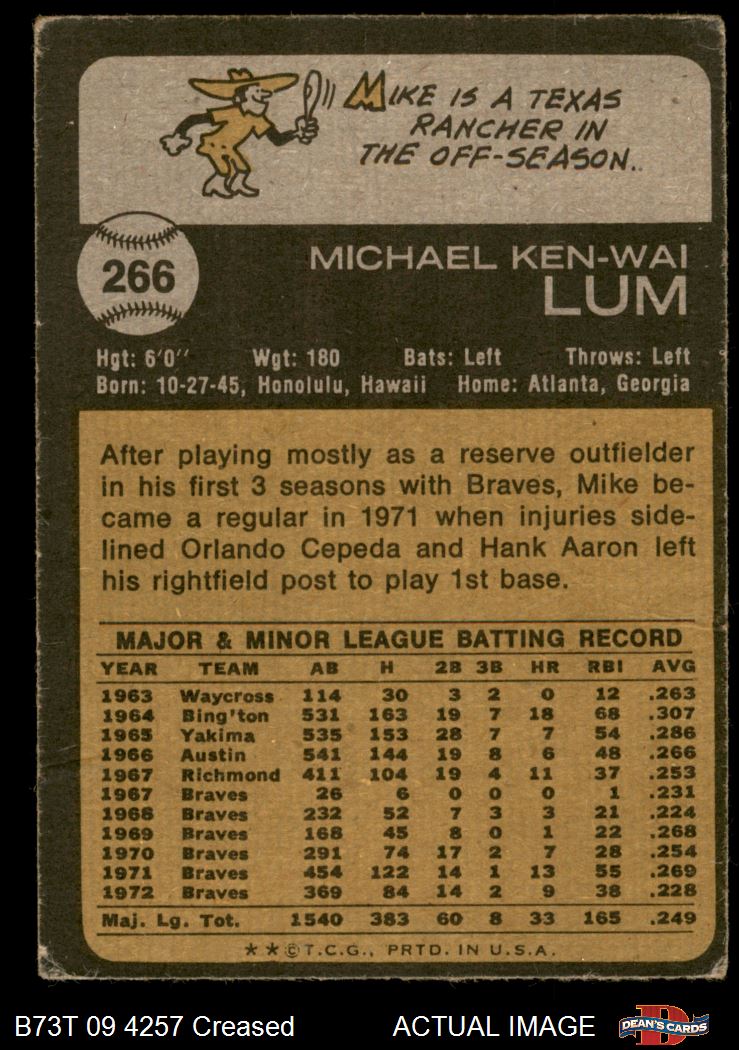 MIKE IS A TEXAS
RANCHER IN
THE OFF-SEASON..
266
MICHAEL KEN-WAI
LUM
Hgt: 6'0" Wgt: 180 Bats: Left Throws: Left
Born: 10-27-45, Honolulu, Hawaii Home: Atlanta, Georgia
After playing mostly as a reserve outfielder
in his first 3 seasons with Braves, Mike be-
came a regular in 1971 when injuries side-
lined Orlando Cepeda and Hank Aaron left
his rightfield post to play 1st base.
MAJOR & MINOR LEAGUE BATTING RECORD
YEAR TEAM AB H 2B 3B HR RBI AVG
1963 Waycross 114 30 3 2 0 12 .263
1964 Bing'ton 531 163 19 7 18 68 .307
1965 Yakima 535 153 28 7 7 54 .286
1966 Austin 541 144 19 8 6 48 .266
1967 Richmond 411 104 19 4 11 37 .253
1967 Braves 26 6 0 0 0 1 .231
1968 Braves 232 52 7 3 3 21 .224
1969 Braves 168 45 8 0 1 22 .268
1970 Braves 291 74 17 2 7 28 .254
1971 Braves 454 122 14 1 13 55 .269
1972 Braves 369 84 14 2 9 38 .228
Maj. Lg. Tot. 1540 383 60 8 33 165 .249
★★©T.C.G., PRTD. IN U.S.A.
B73T 09 4257 Creased ACTUAL IMAGE
D
DEAN'S CARDS